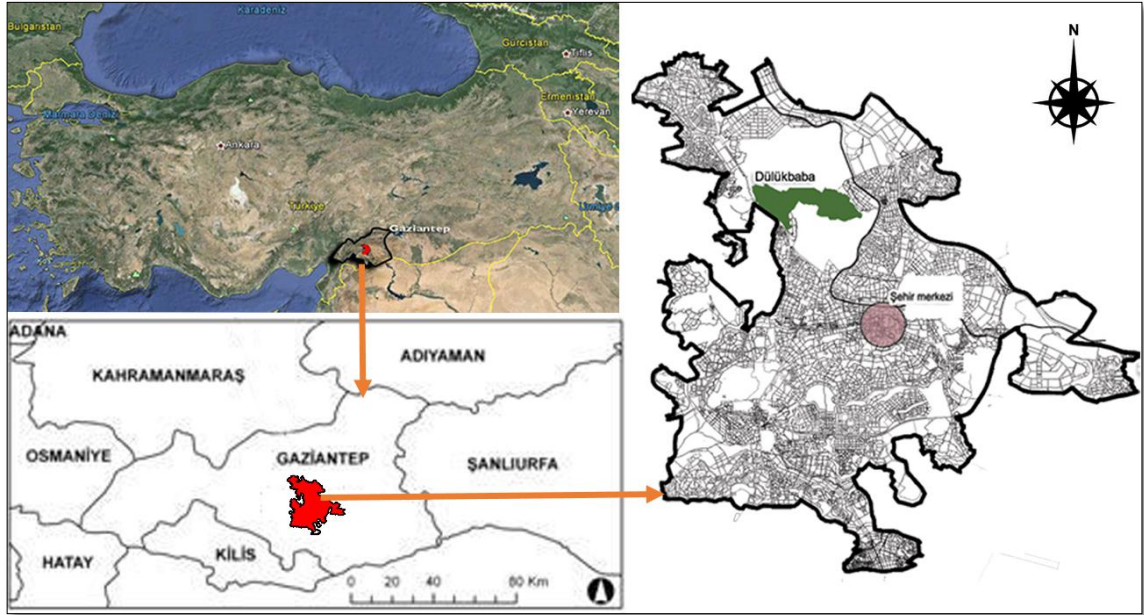 Karadeniz
Bulgaristan
Gürcistan
Tiflis
Ermenistan
Yerevan
Marmara Denizi
Ankara
Türkiye
Gaziantep
ADANA
KAHRAMANMARAŞ
ADIYAMAN
OSMANİYE
GAZİANTEP
ŞANLIURFA
HATAY
KİLİS
0 20 40 80 Km
N
Dülükbaba
Şehir merkezi